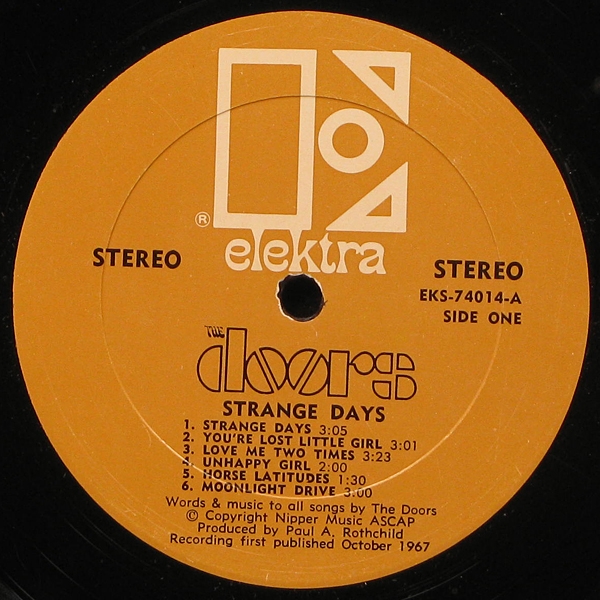 ®
elektra
STEREO
STEREO
EKS-74014-A
SIDE ONE
THE
doors
STRANGE DAYS
1. STRANGE DAYS 3:05
2. YOU'RE LOST LITTLE GIRL 3:01
3. LOVE ME TWO TIMES 3:23
4. UNHAPPY GIRL 2:00
5. HORSE LATITUDES 1:30
6. MOONLIGHT DRIVE 3:00
Words & music to all songs by The Doors
© Copyright Nipper Music ASCAP
Produced by Paul A. Rothchild
Recording first published October 1967